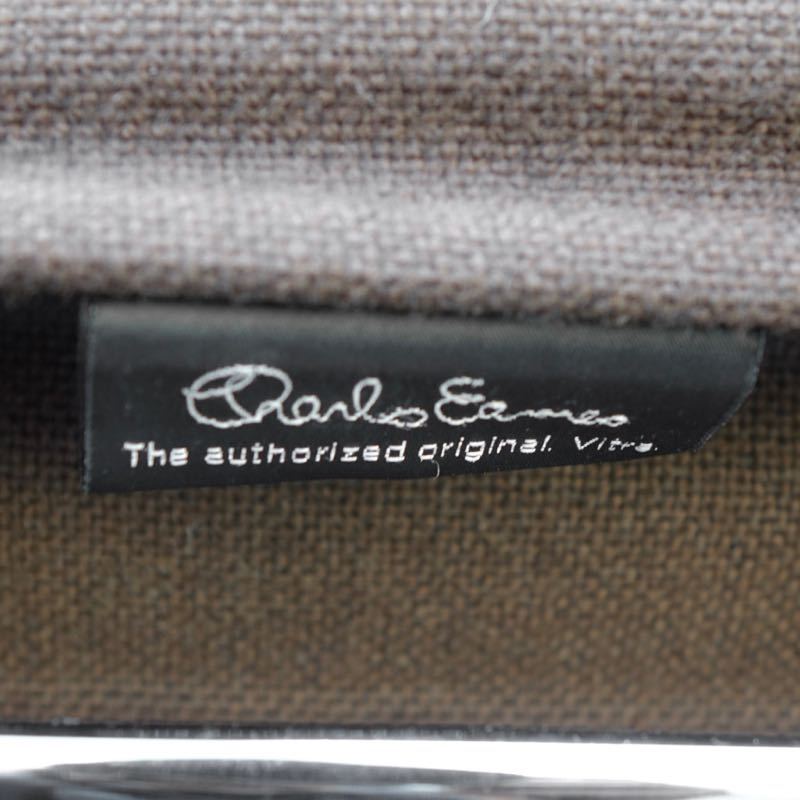 Charles Eames
The authorized original. Vitra.